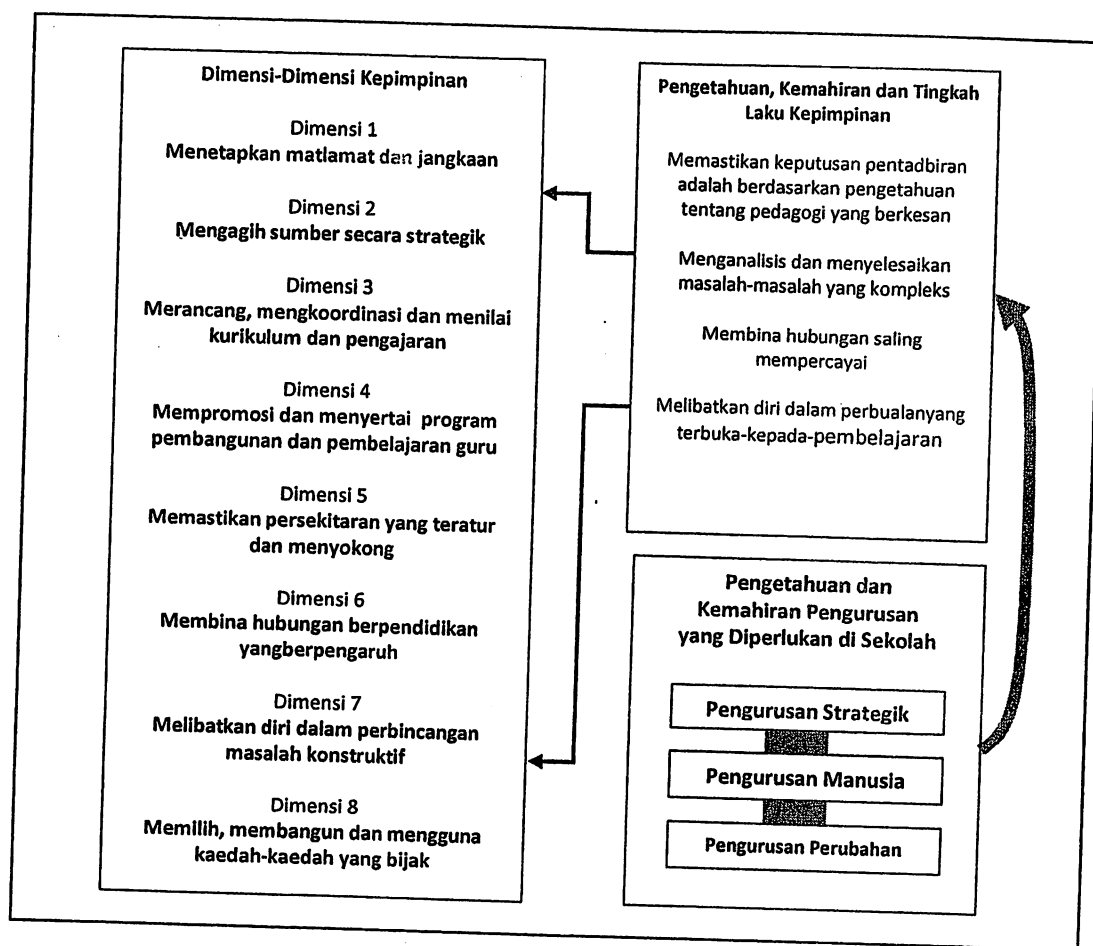 Dimensi-Dimensi Kepimpinan
Dimensi 1
Menetapkan matlamat dan jangkaan
Dimensi 2
Mengagih sumber secara strategik
Dimensi 3
Merancang, mengkoordinasi dan menilai
kurikulum dan pengajaran
Dimensi 4
Mempromosi dan menyertai program
pembangunan dan pembelajaran guru
Dimensi 5
Memastikan persekitaran yang teratur
dan menyokong
Dimensi 6
Membina hubungan berpendidikan
yangberpengaruh
Dimensi 7
Melibatkan diri dalam perbincangan
masalah konstruktif
Dimensi 8
Memilih, membangun dan mengguna
kaedah-kaedah yang bijak
Pengetahuan, Kemahiran dan Tingkah
Laku Kepimpinan
Memastikan keputusan pentadbiran
adalah berdasarkan pengetahuan
tentang pedagogi yang berkesan
Menganalisis dan menyelesaikan
masalah-masalah yang kompleks
Membina hubungan saling
mempercayai
Melibatkan diri dalam perbualanyang
terbuka-kepada-pembelajaran
Pengetahuan dan
Kemahiran Pengurusan
yang Diperlukan di Sekolah
Pengurusan Strategik
Pengurusan Manusia
Pengurusan Perubahan